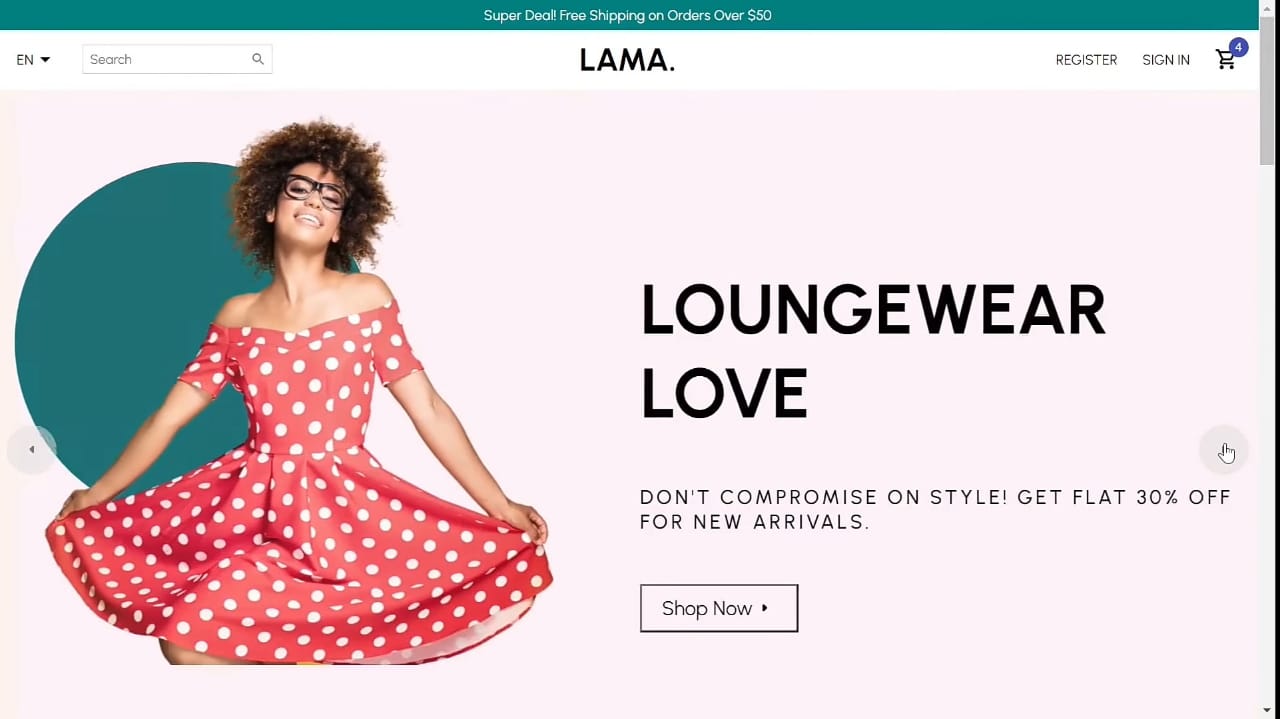 Super Deal! Free Shipping on Orders Over $50
EN
Search
LAMA.
REGISTER
SIGN IN
4
LOUNGEWEAR
LOVE
DON'T COMPROMISE ON STYLE! GET FLAT 30% OFF
FOR NEW ARRIVALS.
Shop Now